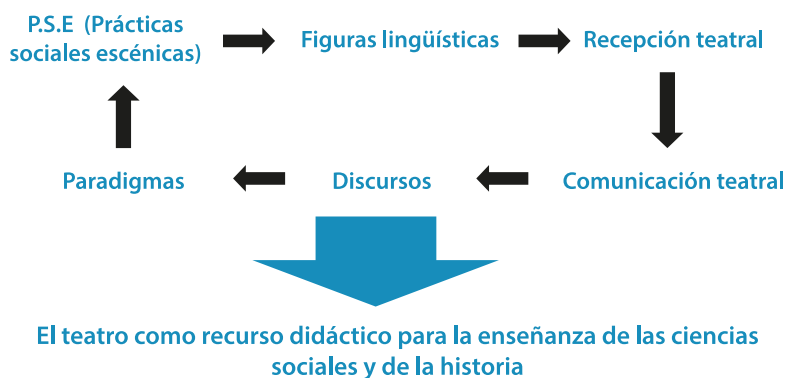 P.S.E (Prácticas
sociales escénicas)
Figuras lingüísticas
Recepción teatral
Paradigmas
Discursos
Comunicación teatral
El teatro como recurso didáctico para la enseñanza de las ciencias
sociales y de la historia